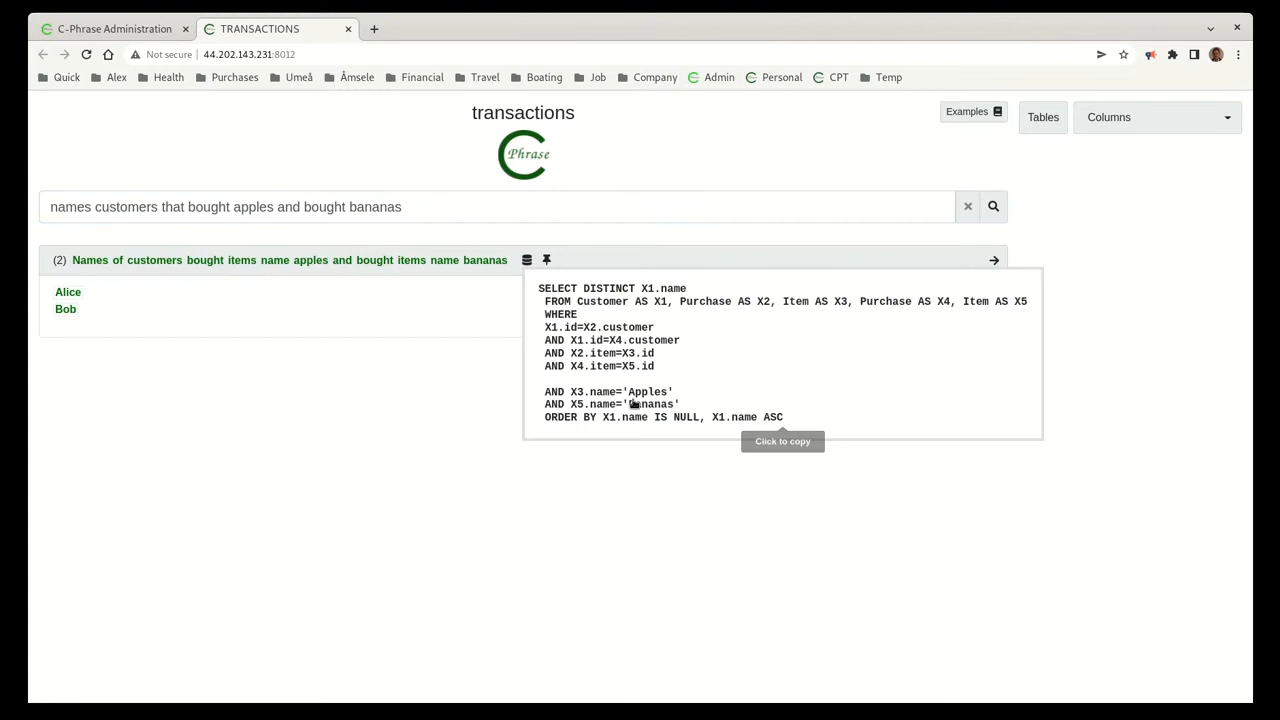 C-Phrase Administration
TRANSACTIONS
Not secure 44.202.143.231:8012
Quick Alex Health Purchases Umeå Åmsele Financial Travel Boating Job Company Admin Personal CPT Temp
transactions
Examples
Tables
Columns
Phrase
names customers that bought apples and bought bananas
(2) Names of customers bought items name apples and bought items name bananas
Alice
Bob
SELECT DISTINCT X1.name
FROM Customer AS X1, Purchase AS X2, Item AS X3, Purchase AS X4, Item AS X5
WHERE
X1.id=X2.customer
AND X1.id=X4.customer
AND X2.item=X3.id
AND X4.item=X5.id
AND X3.name='Apples'
AND X5.name='Bananas'
ORDER BY X1.name IS NULL, X1.name ASC
Click to copy